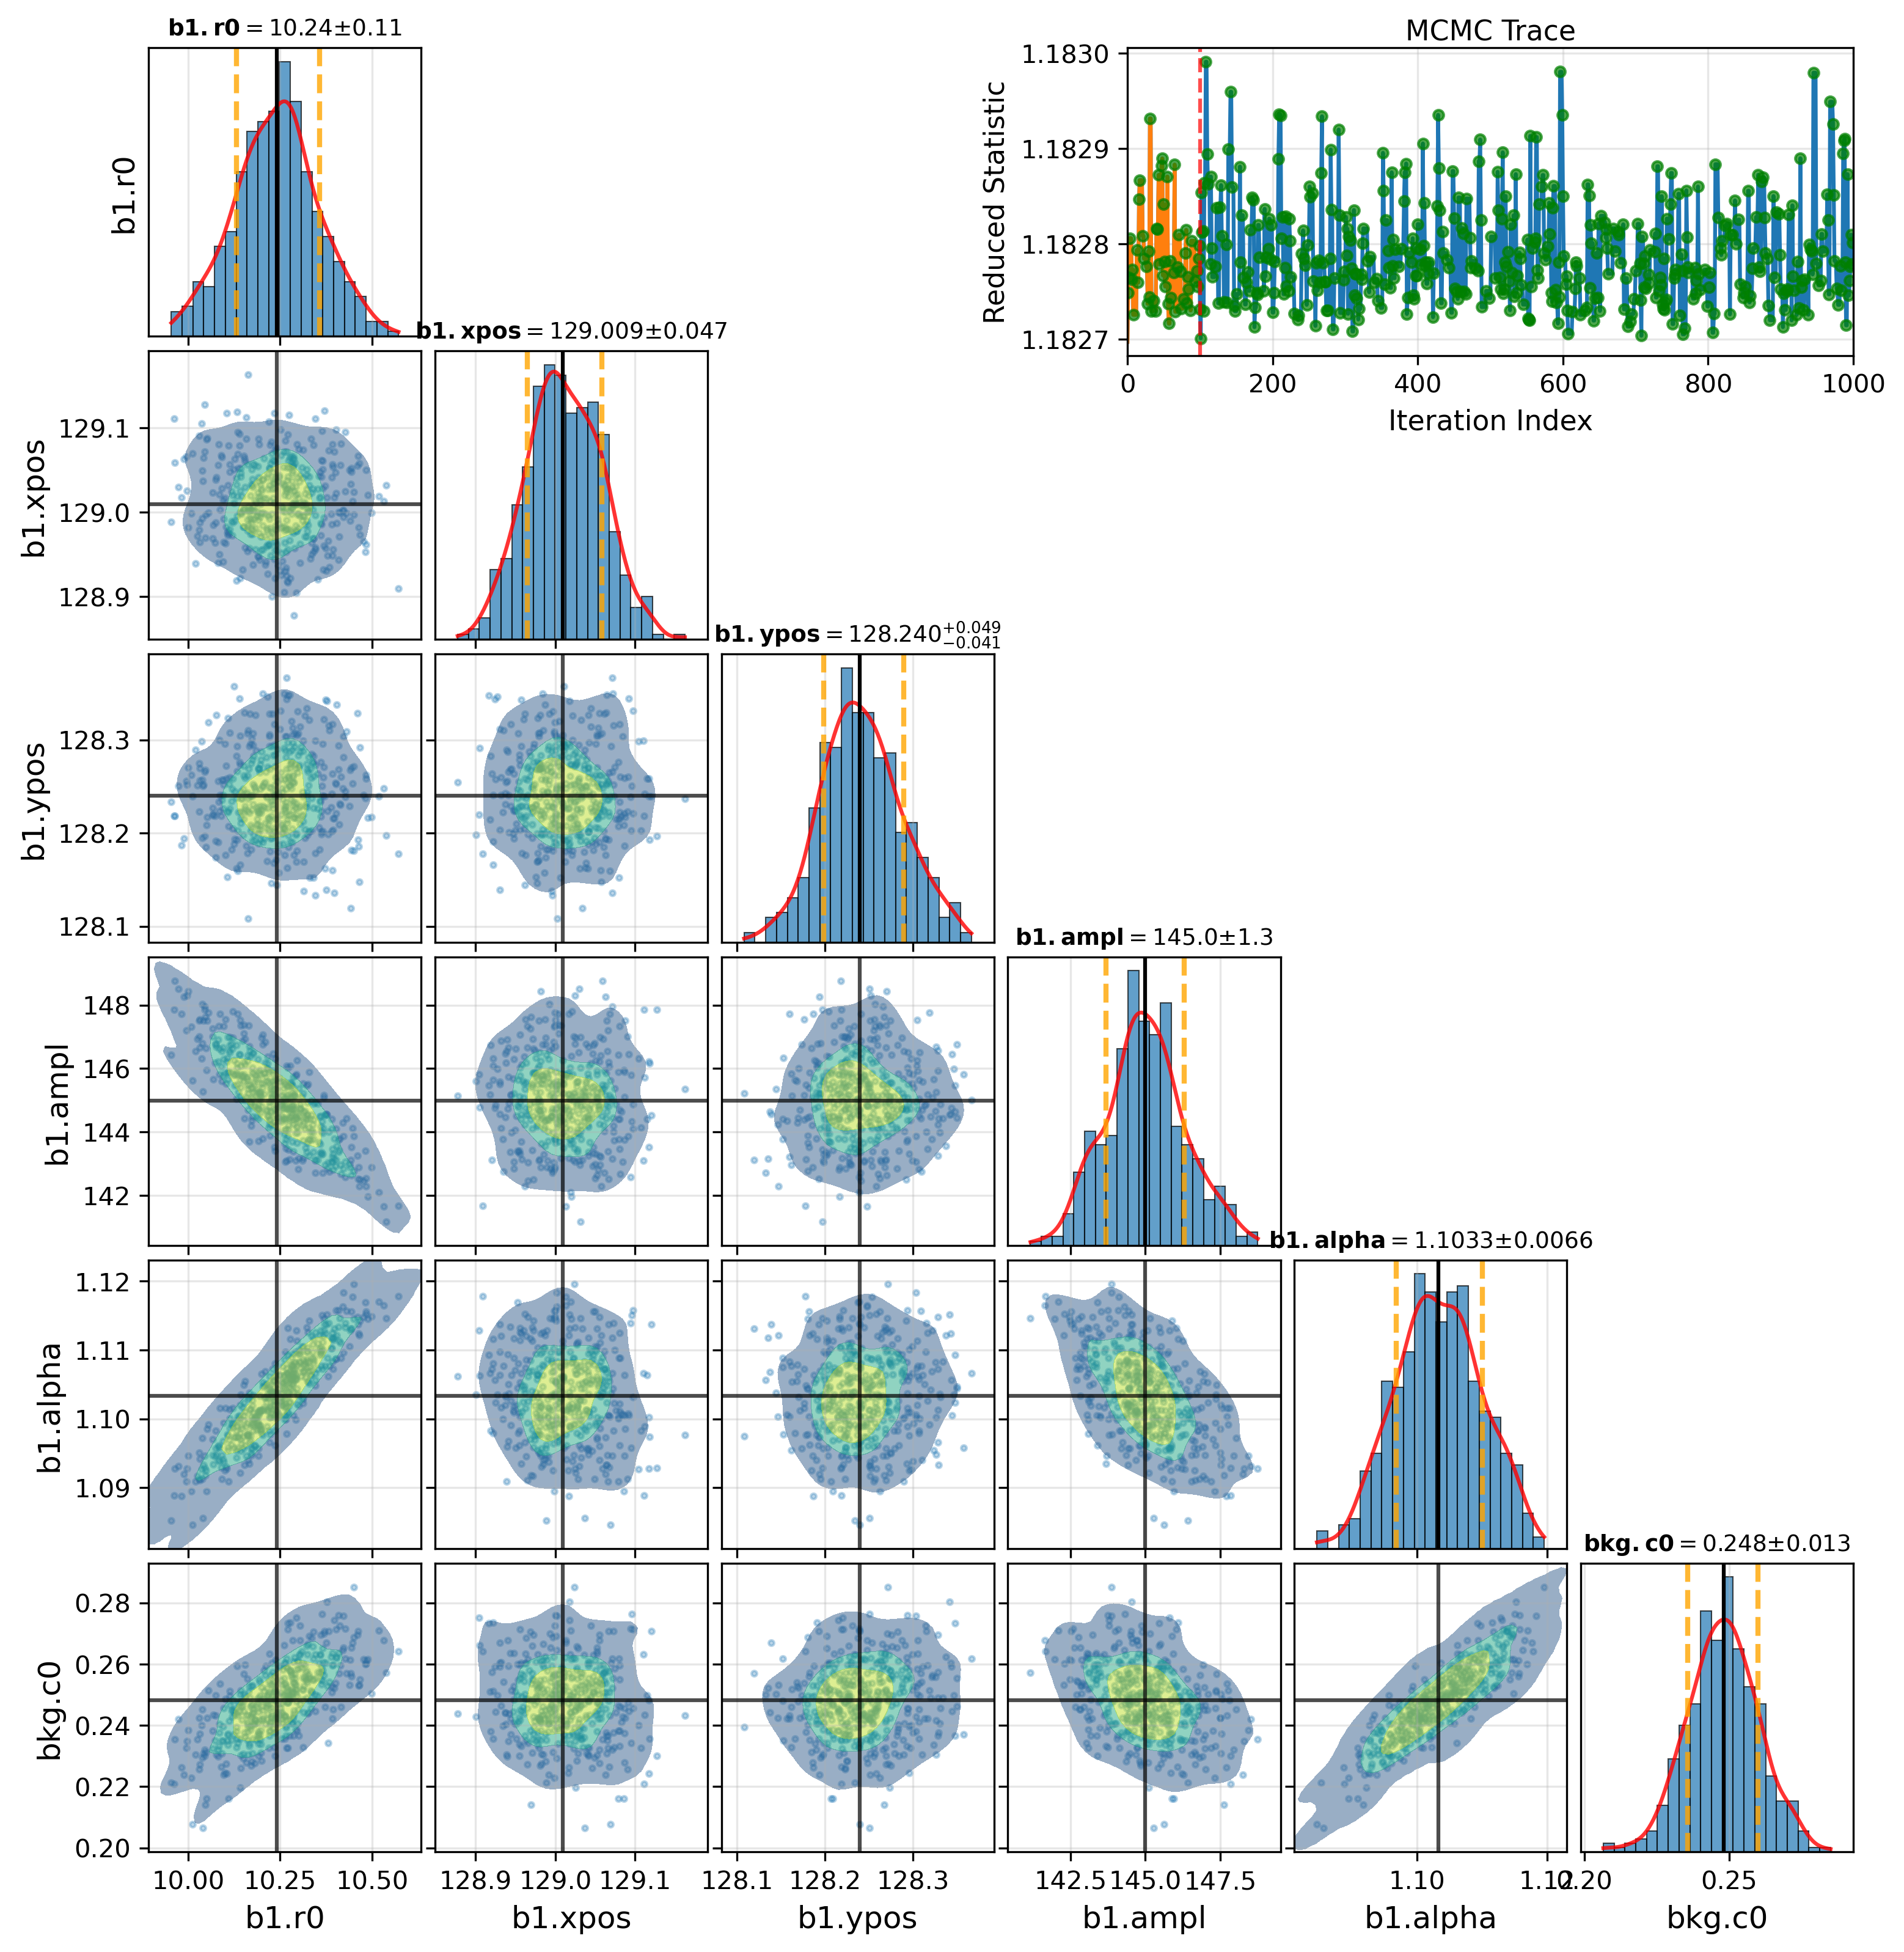 b1.r0 = 10.24±0.11
MCMC Trace
b1.r0
Reduced Statistic
1.1830
1.1829
1.1828
1.1827
0 200 400 600 800 1000
Iteration Index
b1.xpos = 129.009±0.047
b1.xpos
129.1
129.0
128.9
b1.ypos = 128.240+0.049−0.041
b1.ypos
128.3
128.2
128.1
b1.ampl = 145.0±1.3
b1.ampl
148
146
144
142
b1.alpha = 1.1033±0.0066
b1.alpha
1.12
1.11
1.10
1.09
bkg.c0 = 0.248±0.013
bkg.c0
0.28
0.26
0.24
0.22
0.20
10.00 10.25 10.50 128.9 129.0 129.1 128.1 128.2 128.3 142.5 145.0 147.5 1.10 1.12 0.20 0.25
b1.r0 b1.xpos b1.ypos b1.ampl b1.alpha bkg.c0